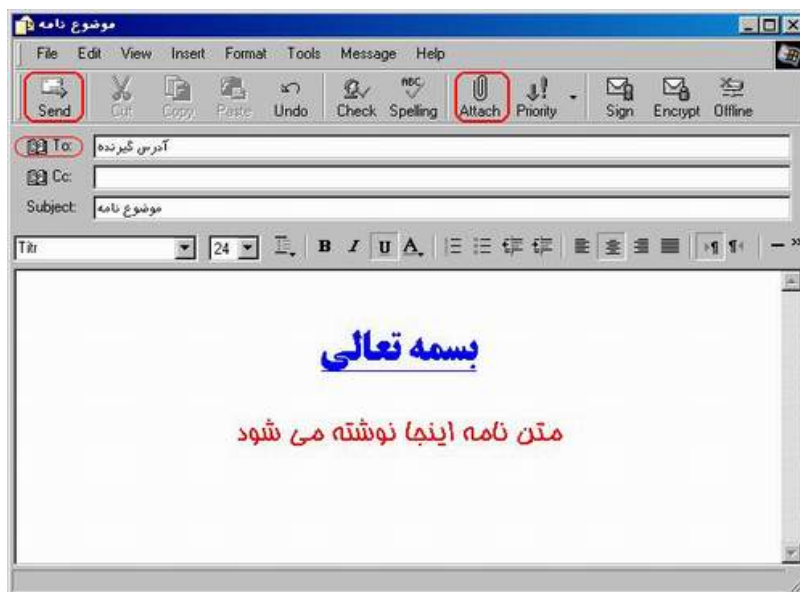 موضوع نامه
File Edit View Insert Format Tools Message Help
Send Cut Copy Paste Undo Check Spelling Attach Priority Sign Encrypt Offline
To: آدرس گیرنده
Cc:
Subject: موضوع نامه
Titr 24 B I U A
بسمه تعالی
متن نامه اینجا نوشته می شود